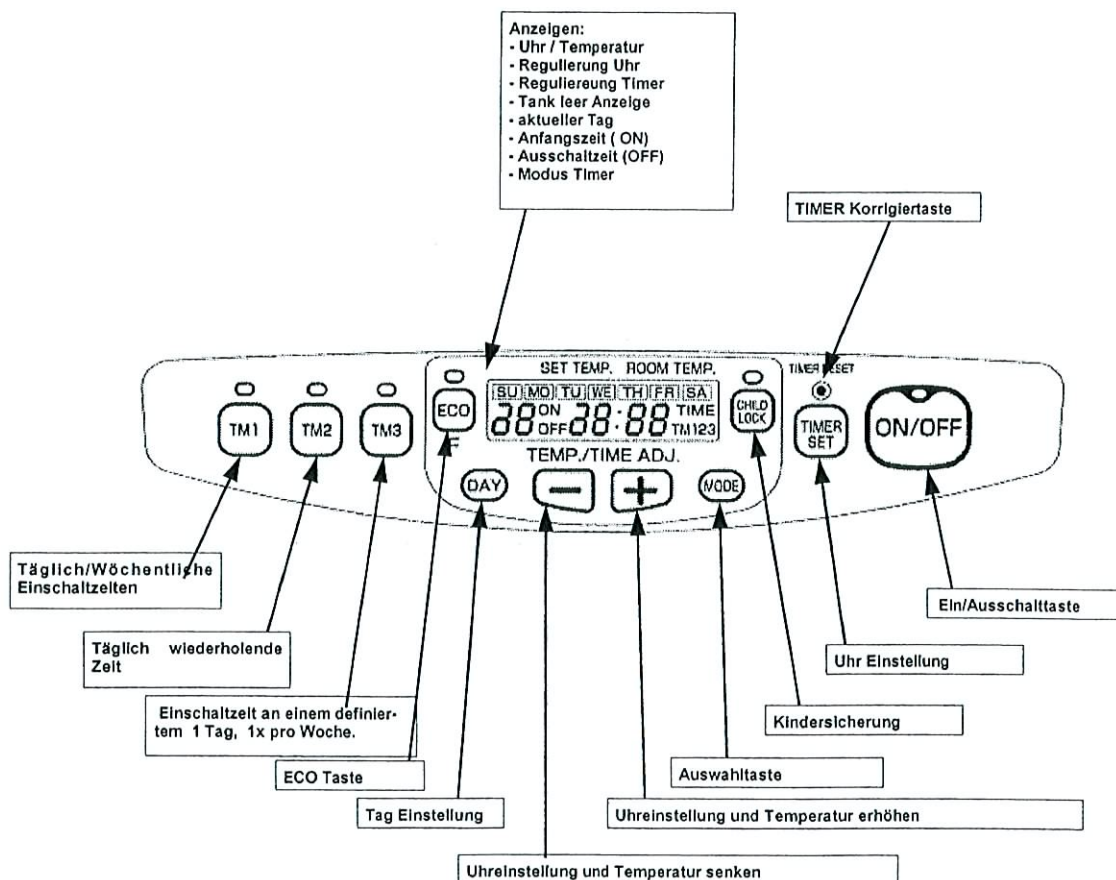 Anzeigen:
- Uhr / Temperatur
- Regulierung Uhr
- Reguliereung Timer
- Tank leer Anzeige
- aktueller Tag
- Anfangszeit ( ON)
- Ausschaltzeit (OFF)
- Modus Timer
TIMER Korrigiertaste
SET TEMP. ROOM TEMP.
TIMER RESET
SU MO TU WE TH FR SA
TM1
TM2
TM3
ECO
88 ON 88:88 TIME
OFF TM123
CHILD
LOCK
TIMER
SET
ON/OFF
TEMP./TIME ADJ.
DAY
−
+
MODE
Täglich/Wöchentliche
Einschaltzeiten
Ein/Ausschalttaste
Täglich wiederholende
Zeit
Uhr Einstellung
Einschaltzeit an einem definier-
tem 1 Tag, 1x pro Woche.
Kindersicherung
ECO Taste
Auswahltaste
Tag Einstellung
Uhreinstellung und Temperatur erhöhen
Uhreinstellung und Temperatur senken